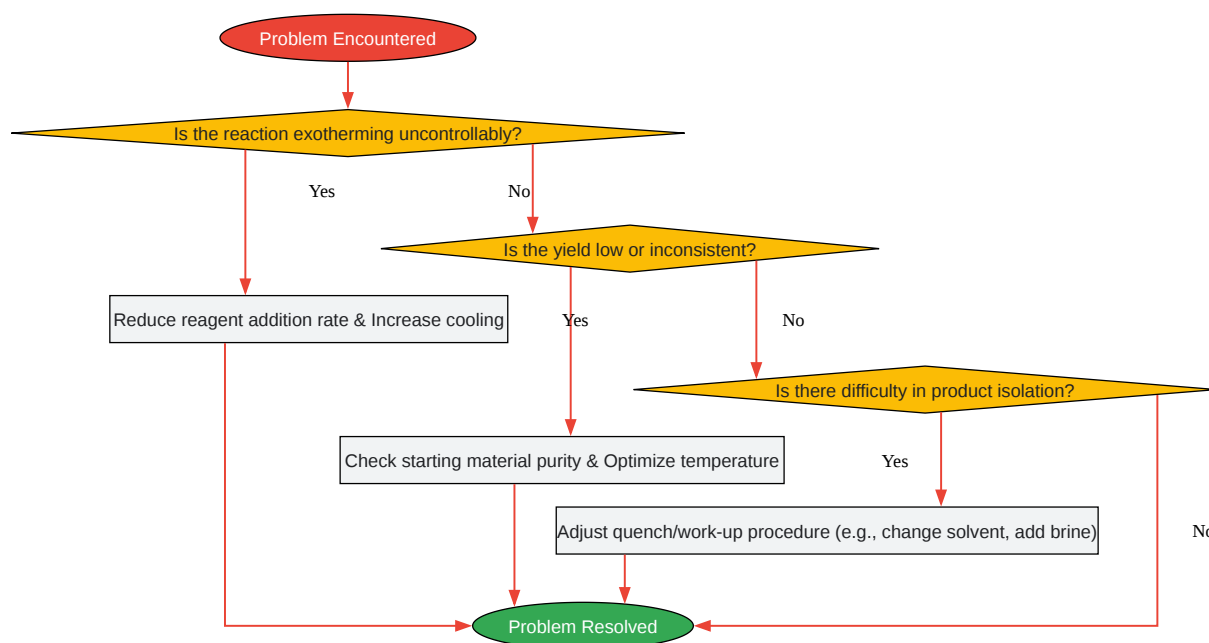 Problem Encountered
Is the reaction exotherming uncontrollably?
Yes
No
Is the yield low or inconsistent?
Reduce reagent addition rate & Increase cooling
Yes
No
Is there difficulty in product isolation?
Check starting material purity & Optimize temperature
Yes
Adjust quench/work-up procedure (e.g., change solvent, add brine)
No
Problem Resolved